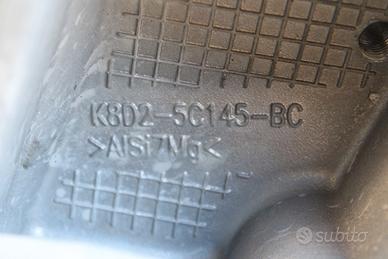 K8D2-5C145-BC
>AlSi7Mg<
subito